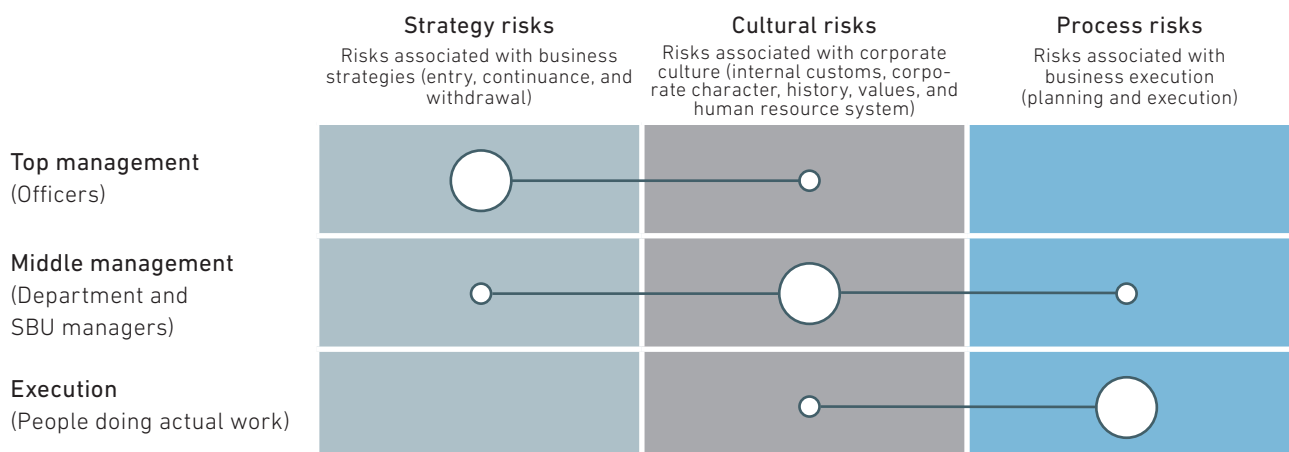 Strategy risks
Risks associated with business
strategies (entry, continuance, and
withdrawal)
Cultural risks
Risks associated with corporate
culture (internal customs, corpo-
rate character, history, values, and
human resource system)
Process risks
Risks associated with
business execution
(planning and execution)
Top management
(Officers)
Middle management
(Department and
SBU managers)
Execution
(People doing actual work)